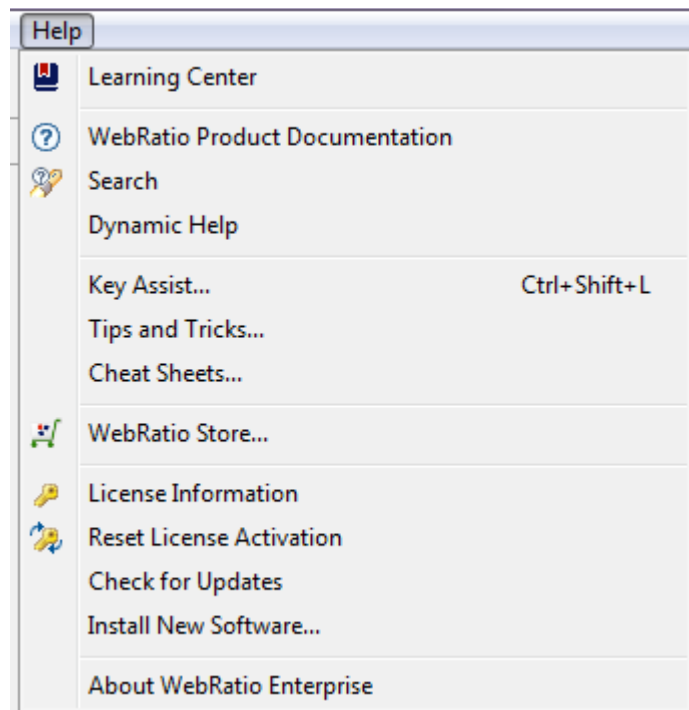 Help
Learning Center
WebRatio Product Documentation
Search
Dynamic Help
Key Assist... Ctrl+Shift+L
Tips and Tricks...
Cheat Sheets...
WebRatio Store...
License Information
Reset License Activation
Check for Updates
Install New Software...
About WebRatio Enterprise